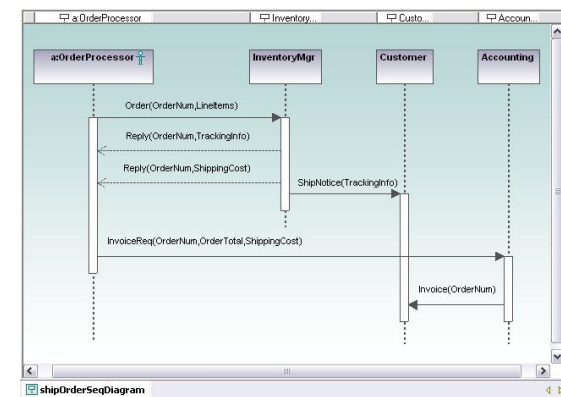 a:OrderProcessor
Inventory...
Custo...
Accoun...
a:OrderProcessor
InventoryMgr
Customer
Accounting
Order(OrderNum,LineItems)
Reply(OrderNum,TrackingInfo)
Reply(OrderNum,ShippingCost)
ShipNotice(TrackingInfo)
InvoiceReq(OrderNum,OrderTotal,ShippingCost)
Invoice(OrderNum)
shipOrderSeqDiagram